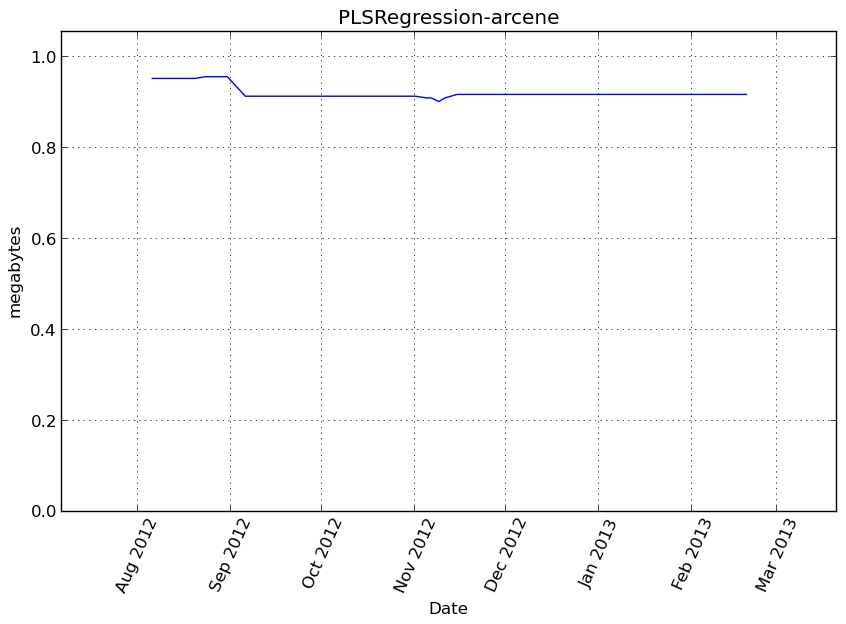 PLSRegression-arcene
1.0
0.8
0.6
0.4
0.2
0.0
megabytes
Aug 2012
Sep 2012
Oct 2012
Nov 2012
Dec 2012
Jan 2013
Feb 2013
Mar 2013
Date